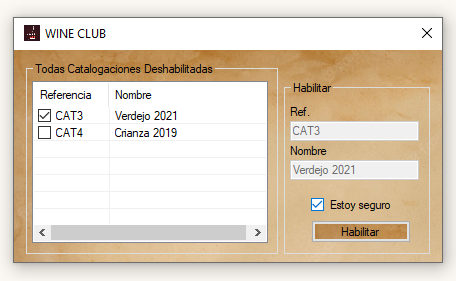 WINE CLUB
Todas Catalogaciones Deshabilitadas
Referencia Nombre
CAT3 Verdejo 2021
CAT4 Crianza 2019
Habilitar
Ref.
CAT3
Nombre
Verdejo 2021
Estoy seguro
Habilitar